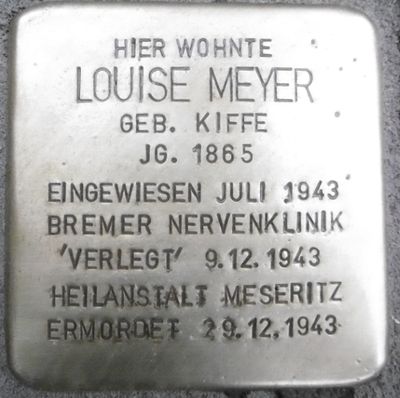 HIER WOHNTE
LOUISE MEYER
GEB. KIFFE
JG. 1865
EINGEWIESEN JULI 1943
BREMER NERVENKLINIK
'VERLEGT' 9.12.1943
HEILANSTALT MESERITZ
ERMORDET 29.12.1943